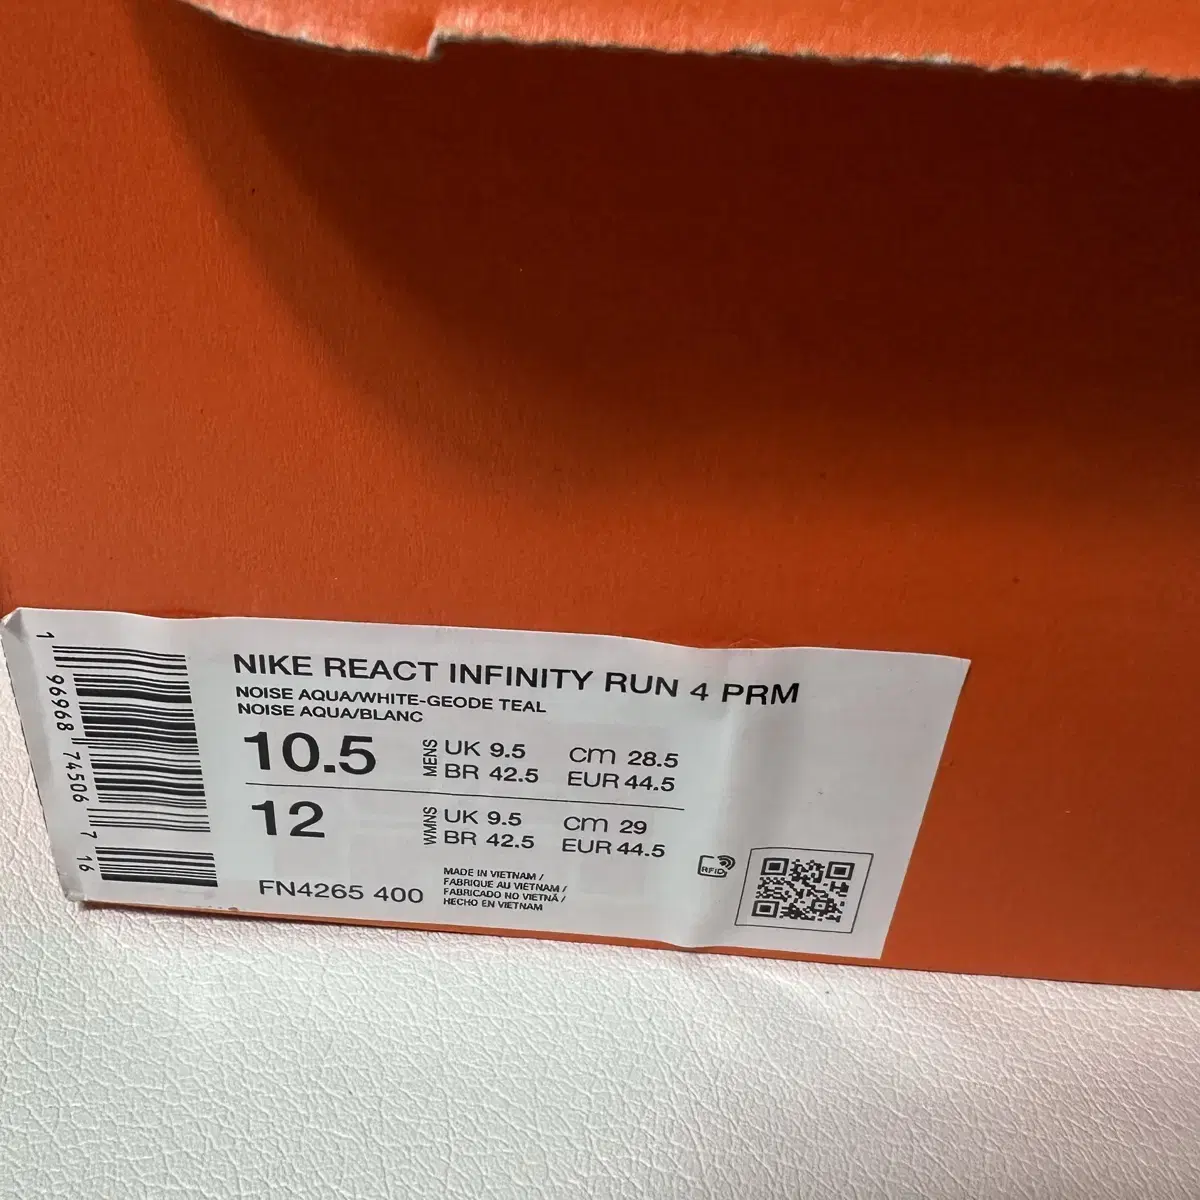 1 96968 74506 7 16
NIKE REACT INFINITY RUN 4 PRM
NOISE AQUA/WHITE-GEODE TEAL
NOISE AQUA/BLANC
10.5 MENS UK 9.5 cm 28.5
BR 42.5 EUR 44.5
12 WMNS UK 9.5 cm 29
BR 42.5 EUR 44.5
FN4265 400
MADE IN VIETNAM /
FABRIQUE AU VIETNAM /
FABRICADO NO VIETNÃ /
HECHO EN VIETNAM
RFID